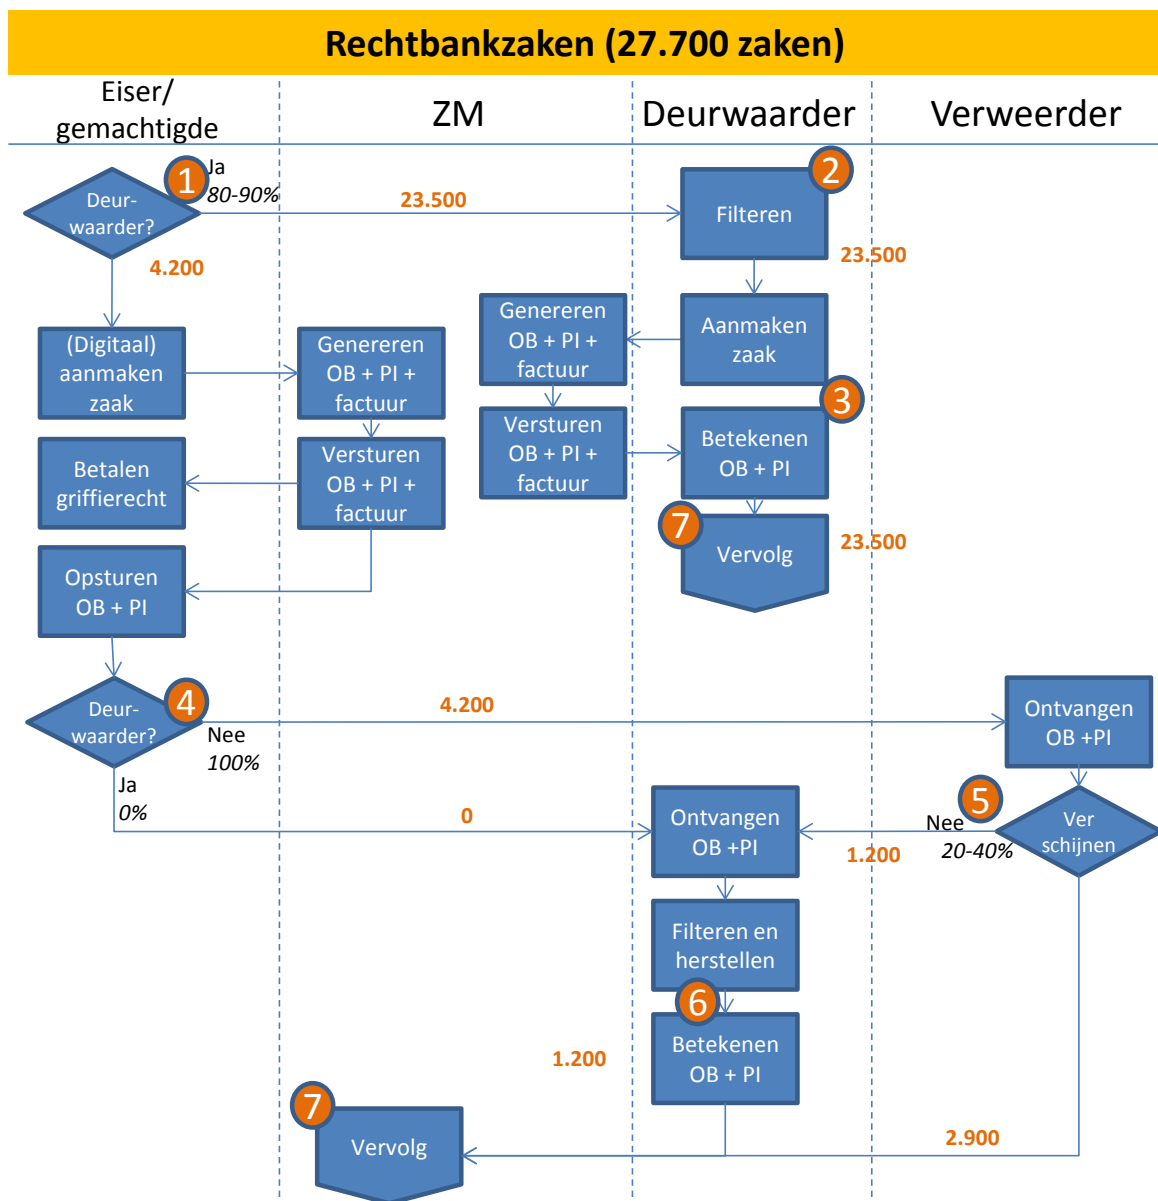 Rechtbankzaken (27.700 zaken)
Eiser/
gemachtigde
ZM
Deurwaarder
Verweerder
1
Ja
80-90%
Deur-
waarder?
23.500
2
Filteren
4.200
23.500
(Digitaal)
aanmaken
zaak
Genereren
OB + PI +
factuur
Genereren
OB + PI +
factuur
Aanmaken
zaak
3
Betalen
griffierecht
Versturen
OB + PI +
factuur
Versturen
OB + PI +
factuur
Betekenen
OB + PI
7
Vervolg
23.500
Opsturen
OB + PI
4
Deur-
waarder?
Nee
100%
4.200
Ontvangen
OB +PI
Ja
0%
0
Ontvangen
OB +PI
5
Nee
20-40%
1.200
Ver
schijnen
Filteren en
herstellen
6
Betekenen
OB + PI
1.200
7
Vervolg
2.900